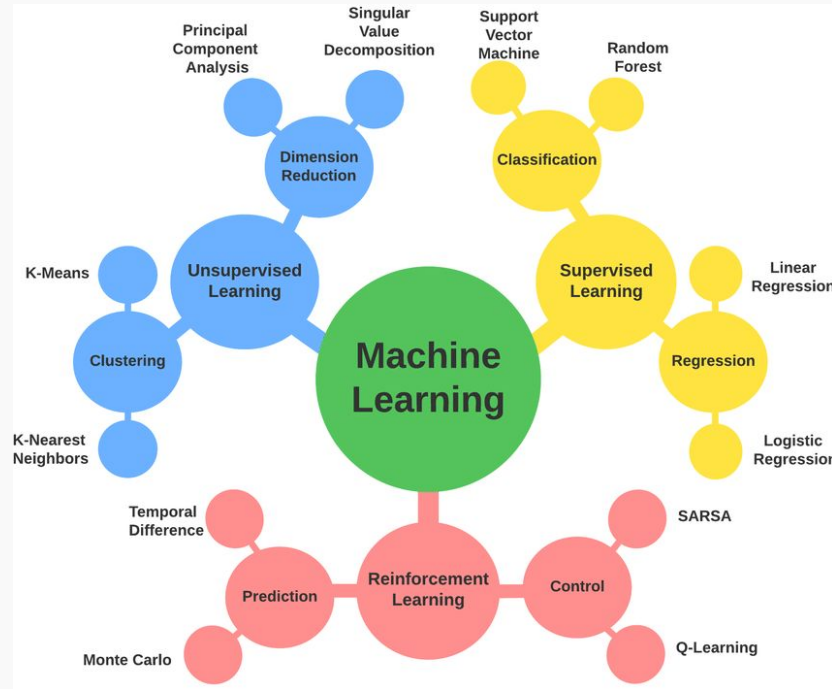 Principal
Component
Analysis
Singular
Value
Decomposition
Support
Vector
Machine
Random
Forest
Dimension
Reduction
Classification
K-Means
Unsupervised
Learning
Supervised
Learning
Linear
Regression
Clustering
Machine
Learning
Regression
K-Nearest
Neighbors
Logistic
Regression
Temporal
Difference
SARSA
Prediction
Reinforcement
Learning
Control
Monte Carlo
Q-Learning